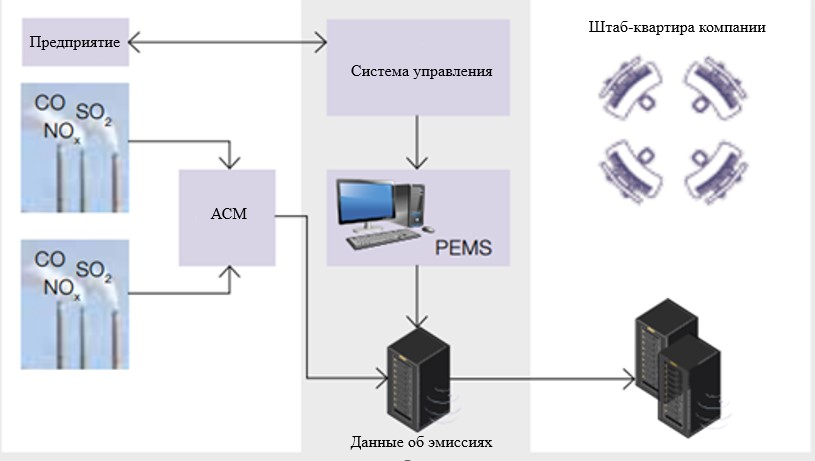 Предприятие
Система управления
Штаб-квартира компании
CO SO2
NOx
АСМ
PEMS
CO SO2
NOx
Данные об эмиссиях